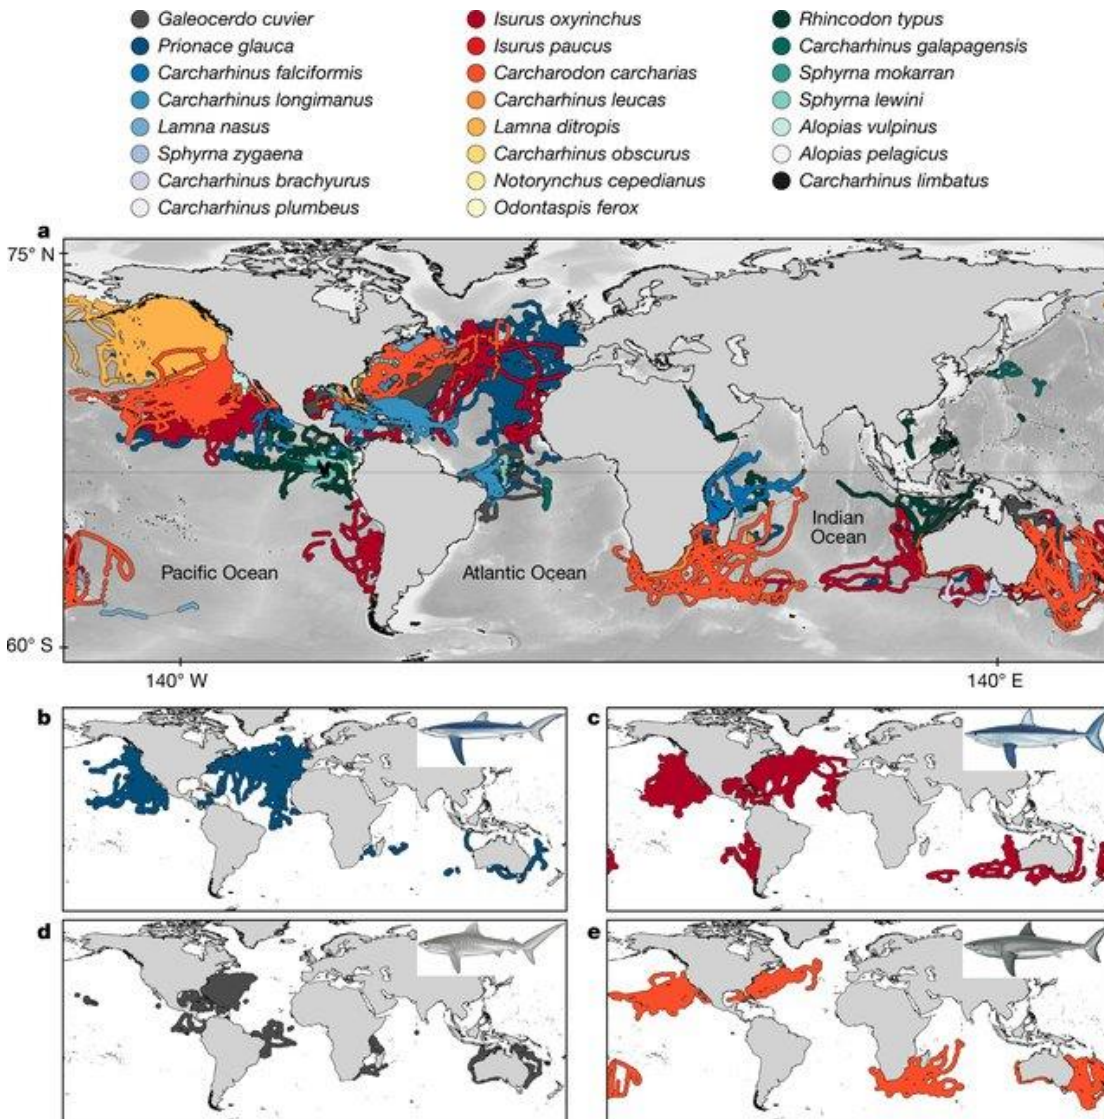 Galeocerdo cuvier
Prionace glauca
Carcharhinus falciformis
Carcharhinus longimanus
Lamna nasus
Sphyrna zygaena
Carcharhinus brachyurus
Carcharhinus plumbeus
Isurus oxyrinchus
Isurus paucus
Carcharodon carcharias
Carcharhinus leucas
Lamna ditropis
Carcharhinus obscurus
Notorynchus cepedianus
Odontaspis ferox
Rhincodon typus
Carcharhinus galapagensis
Sphyrna mokarran
Sphyrna lewini
Alopias vulpinus
Alopias pelagicus
Carcharhinus limbatus
a
75° N
Pacific Ocean
Atlantic Ocean
Indian
Ocean
60° S
140° W
140° E
b
c
d
e